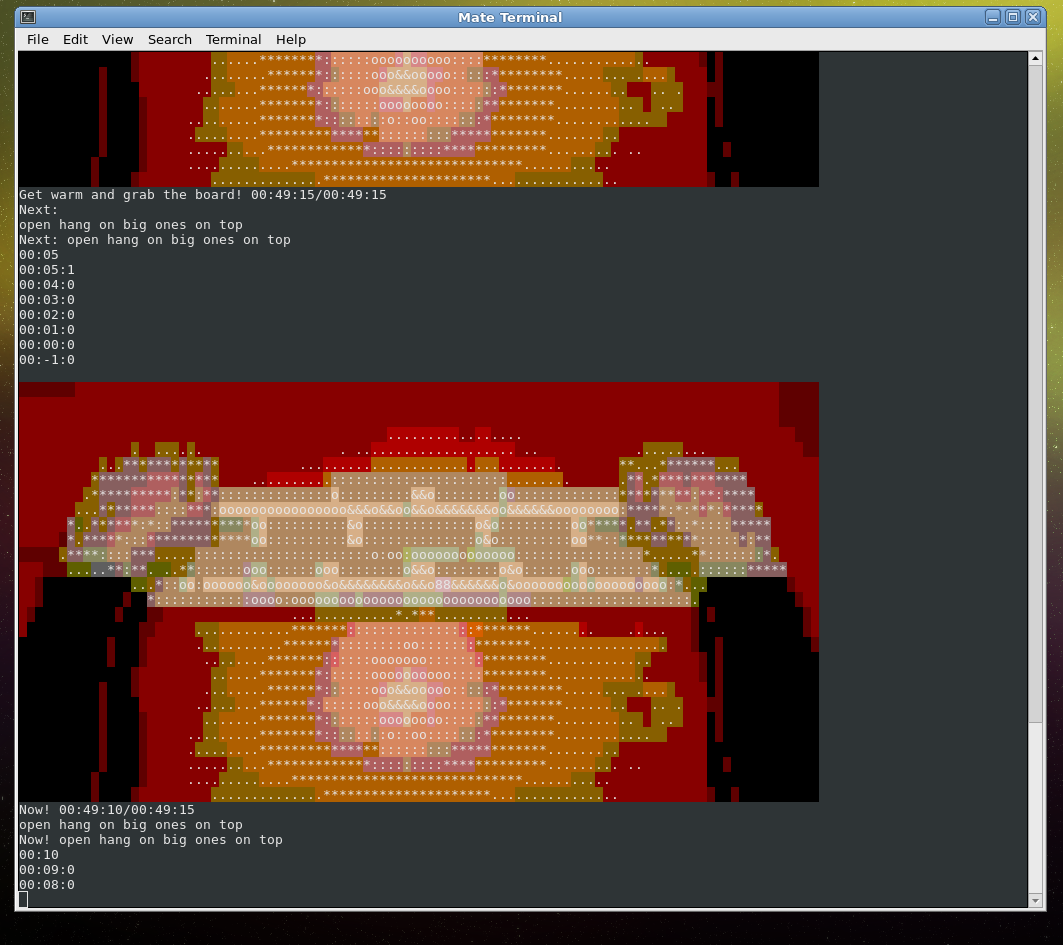 Mate Terminal
File Edit View Search Terminal Help
Get warm and grab the board! 00:49:15/00:49:15
Next:
open hang on big ones on top
Next: open hang on big ones on top
00:05
00:05:1
00:04:0
00:03:0
00:02:0
00:01:0
00:00:0
00:-1:0
Now! 00:49:10/00:49:15
open hang on big ones on top
Now! open hang on big ones on top
00:10
00:09:0
00:08:0